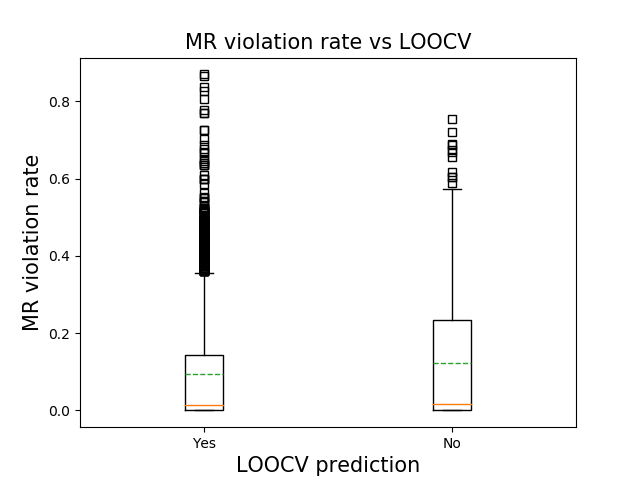 MR violation rate vs LOOCV
MR violation rate
0.8
0.6
0.4
0.2
0.0
Yes
No
LOOCV prediction